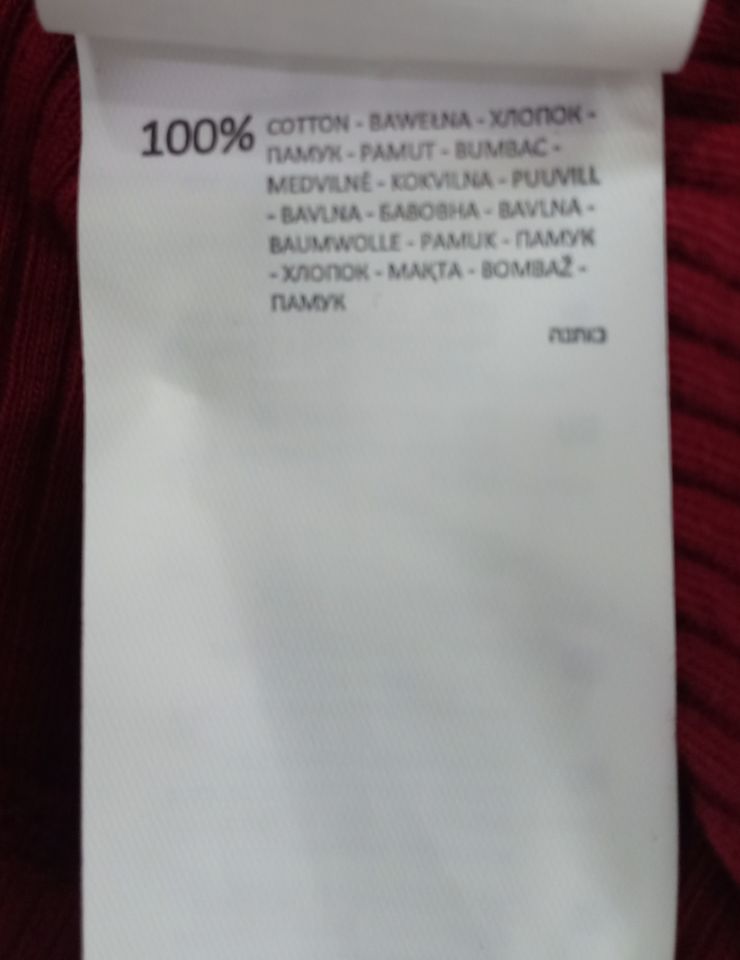 100% COTTON - BAWEŁNA - ХЛОПОК -
ПАМУК - PAMUT - BUMBAC -
MEDVILNĖ - KOKVILNA - PUUVILL
- BAVLNA - БАВОВНА - BAVLNA -
BAUMWOLLE - PAMUK - ПАМУК
- ХЛОПОК - МАҚТА - BOMBAŽ -
ПАМУК
כותנה